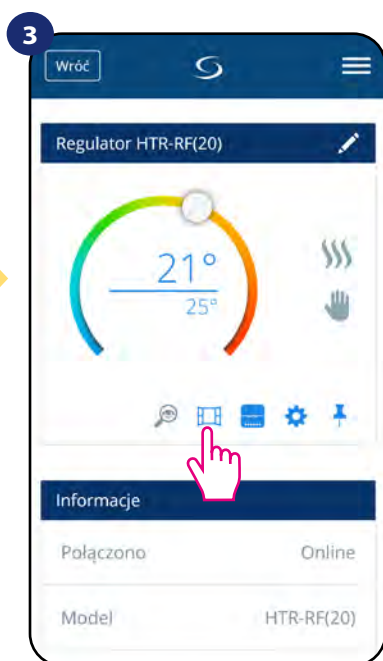 3
Wróć
Regulator HTR-RF(20)
21°
25°
Informacje
Połączono Online
Model HTR-RF(20)